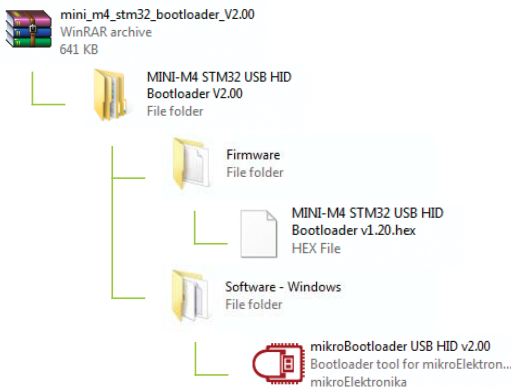 mini_m4_stm32_bootloader_V2.00
WinRAR archive
641 KB
MINI-M4 STM32 USB HID
Bootloader V2.00
File folder
Firmware
File folder
MINI-M4 STM32 USB HID
Bootloader v1.20.hex
HEX File
Software - Windows
File folder
mikroBootloader USB HID v2.00
Bootloader tool for mikroElektron...
mikroElektronika